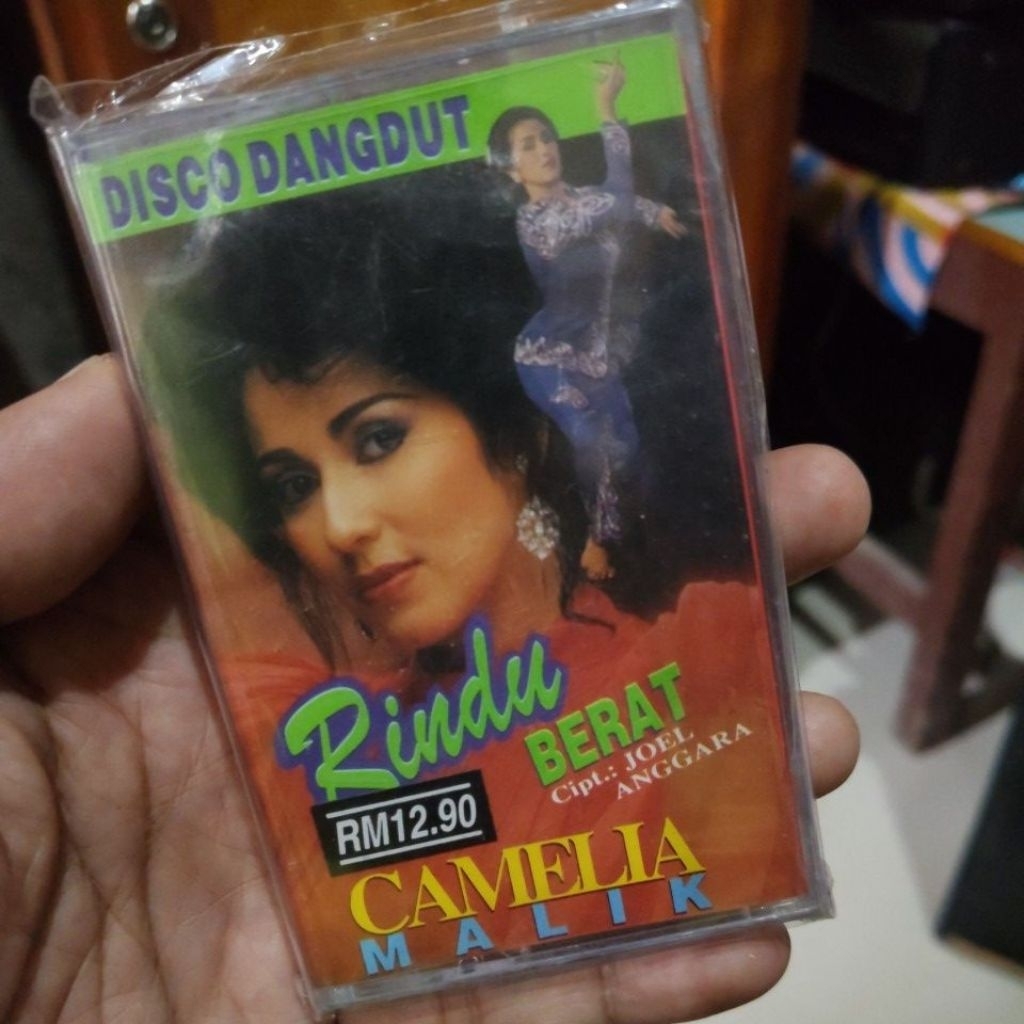 DISCO DANGDUT
Rindu
BERAT
Cipt.: JOEL
ANGGARA
RM12.90
CAMELIA
MALIK